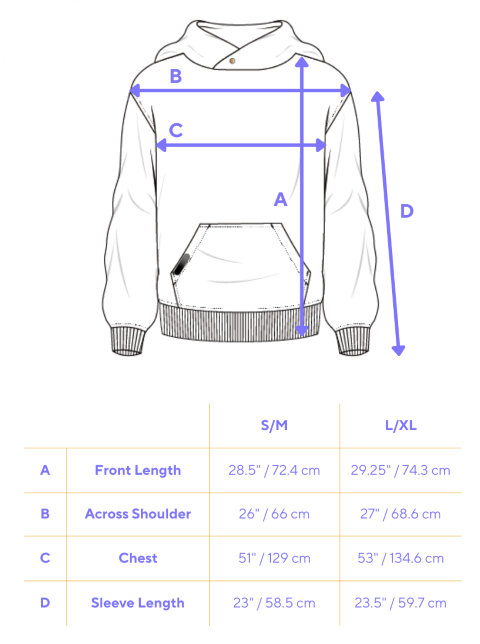 B
C
A
D
S/M L/XL
A Front Length 28.5" / 72.4 cm 29.25" / 74.3 cm
B Across Shoulder 26" / 66 cm 27" / 68.6 cm
C Chest 51" / 129 cm 53" / 134.6 cm
D Sleeve Length 23" / 58.5 cm 23.5" / 59.7 cm